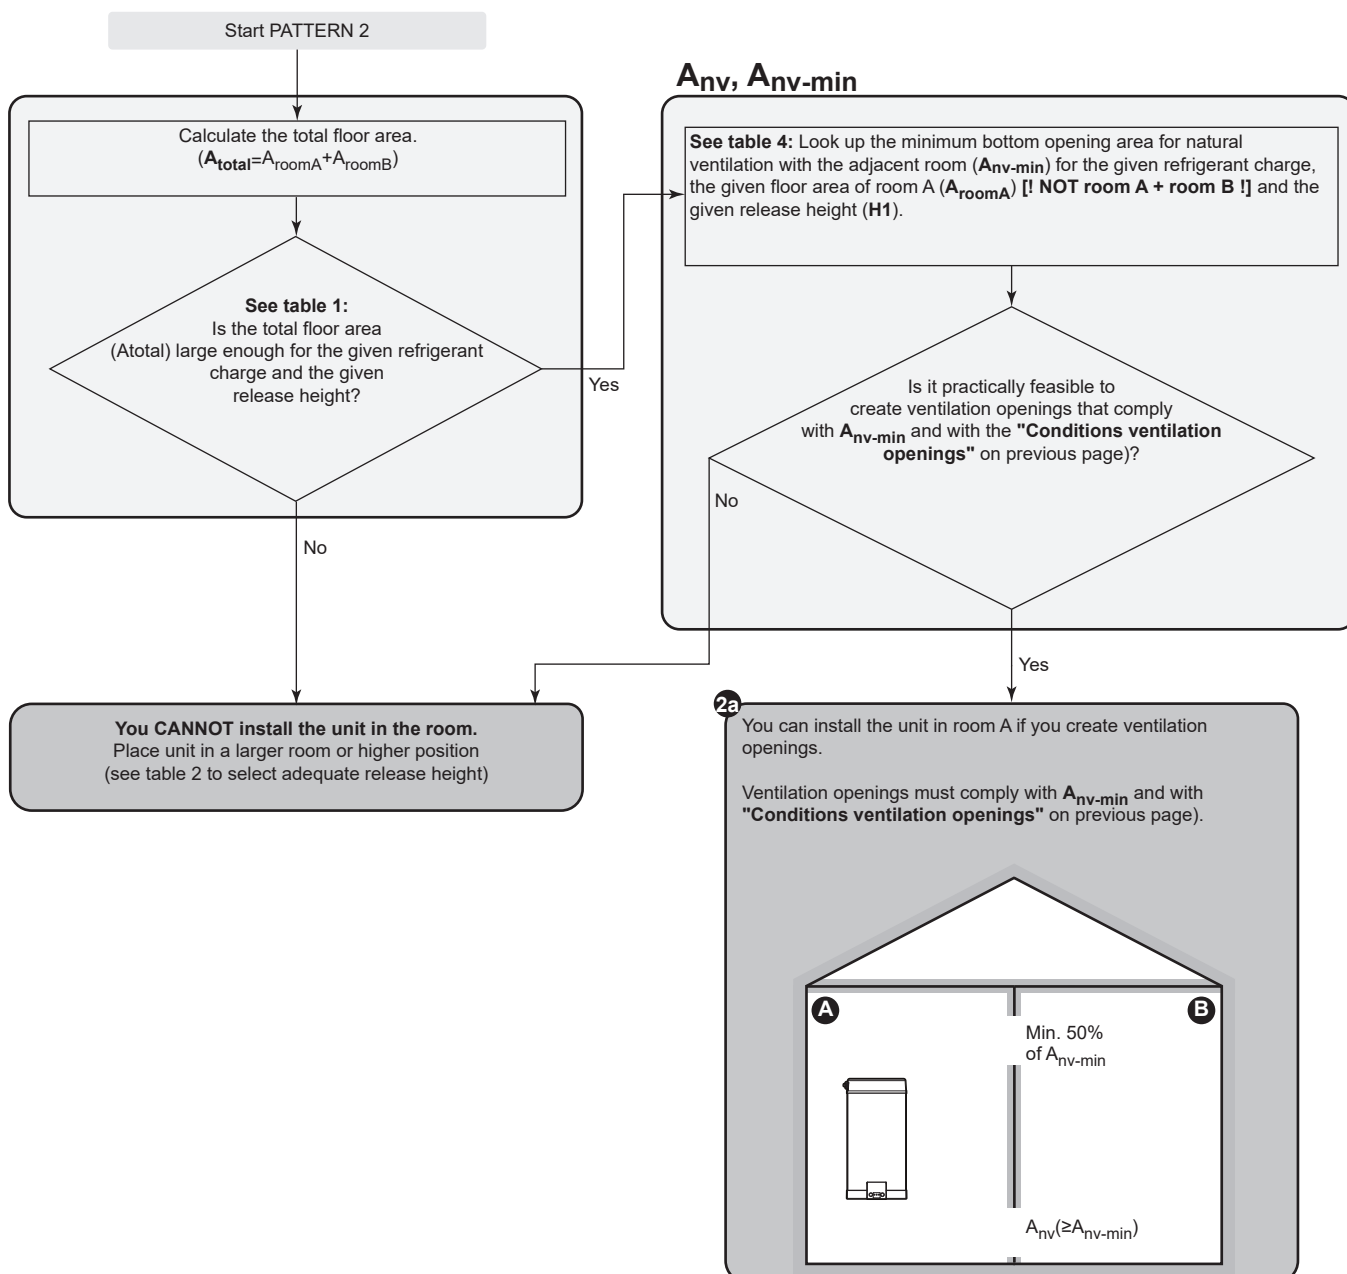 Start PATTERN 2
Calculate the total floor area.
(Atotal=AroomA+AroomB)
See table 1:
Is the total floor area
(Atotal) large enough for the given refrigerant
charge and the given
release height?
Yes
No
Anv, Anv-min
See table 4: Look up the minimum bottom opening area for natural
ventilation with the adjacent room (Anv-min) for the given refrigerant charge,
the given floor area of room A (AroomA) [! NOT room A + room B !] and the
given release height (H1).
Is it practically feasible to
create ventilation openings that comply
with Anv-min and with the "Conditions ventilation
openings" on previous page)?
No
Yes
You CANNOT install the unit in the room.
Place unit in a larger room or higher position
(see table 2 to select adequate release height)
2a
You can install the unit in room A if you create ventilation
openings.
Ventilation openings must comply with Anv-min and with
"Conditions ventilation openings" on previous page).
A
B
Min. 50%
of Anv-min
Anv(≥Anv-min)